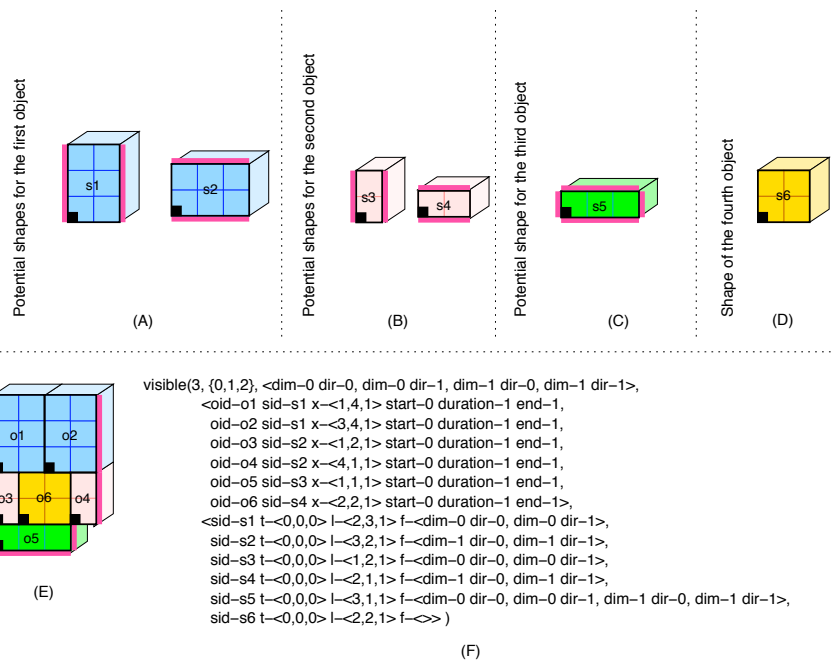 Potential shapes for the first object
s1
s2
(A)
Potential shapes for the second object
s3
s4
(B)
Potential shape for the third object
s5
(C)
Shape of the fourth object
s6
(D)
o1
o2
o3
o6
o4
o5
(E)
visible(3, {0,1,2}, <dim−0 dir−0, dim−0 dir−1, dim−1 dir−0, dim−1 dir−1>,
<oid−o1 sid−s1 x−<1,4,1> start−0 duration−1 end−1,
oid−o2 sid−s1 x−<3,4,1> start−0 duration−1 end−1,
oid−o3 sid−s2 x−<1,2,1> start−0 duration−1 end−1,
oid−o4 sid−s2 x−<4,1,1> start−0 duration−1 end−1,
oid−o5 sid−s3 x−<1,1,1> start−0 duration−1 end−1,
oid−o6 sid−s4 x−<2,2,1> start−0 duration−1 end−1>,
<sid−s1 t−<0,0,0> l−<2,3,1> f−<dim−0 dir−0, dim−0 dir−1>,
sid−s2 t−<0,0,0> l−<3,2,1> f−<dim−1 dir−0, dim−1 dir−1>,
sid−s3 t−<0,0,0> l−<1,2,1> f−<dim−0 dir−0, dim−0 dir−1>,
sid−s4 t−<0,0,0> l−<2,1,1> f−<dim−1 dir−0, dim−1 dir−1>,
sid−s5 t−<0,0,0> l−<3,1,1> f−<dim−0 dir−0, dim−0 dir−1, dim−1 dir−0, dim−1 dir−1>,
sid−s6 t−<0,0,0> l−<2,2,1> f−<>> )
(F)